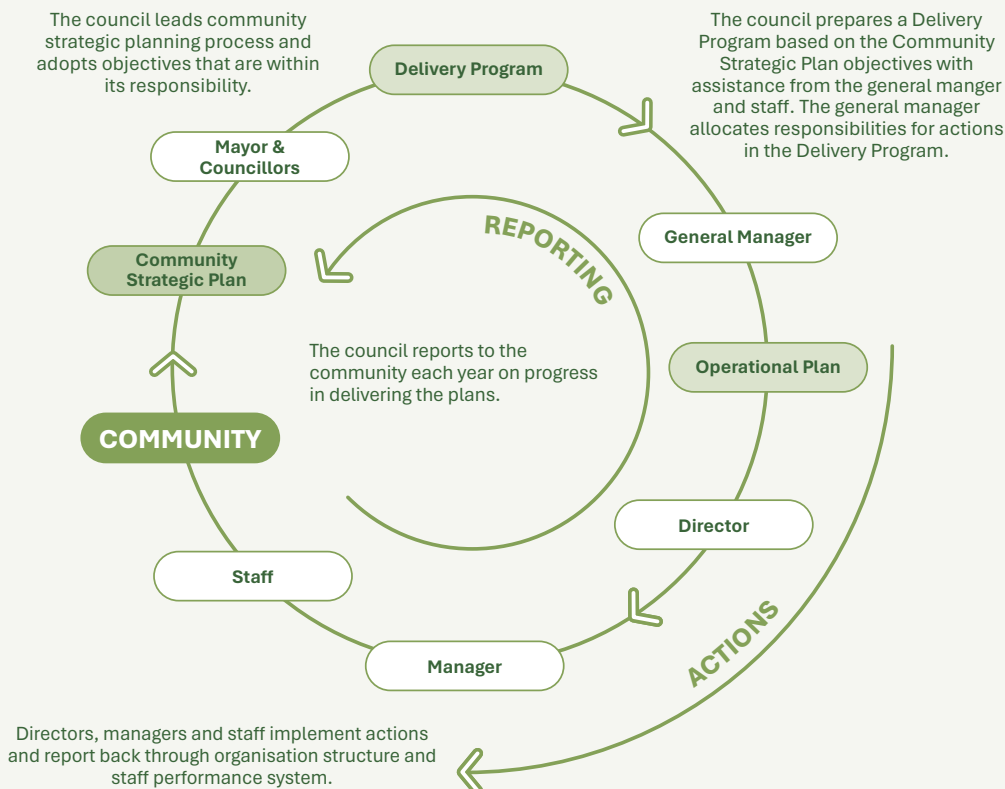 The council leads community
strategic planning process and
adopts objectives that are within
its responsibility.
Delivery Program
The council prepares a Delivery
Program based on the Community
Strategic Plan objectives with
assistance from the general manger
and staff. The general manager
allocates responsibilities for actions
in the Delivery Program.
Mayor &
Councillors
General Manager
REPORTING
Community
Strategic Plan
The council reports to the
community each year on progress
in delivering the plans.
Operational Plan
COMMUNITY
Director
Staff
ACTIONS
Manager
Directors, managers and staff implement actions
and report back through organisation structure and
staff performance system.